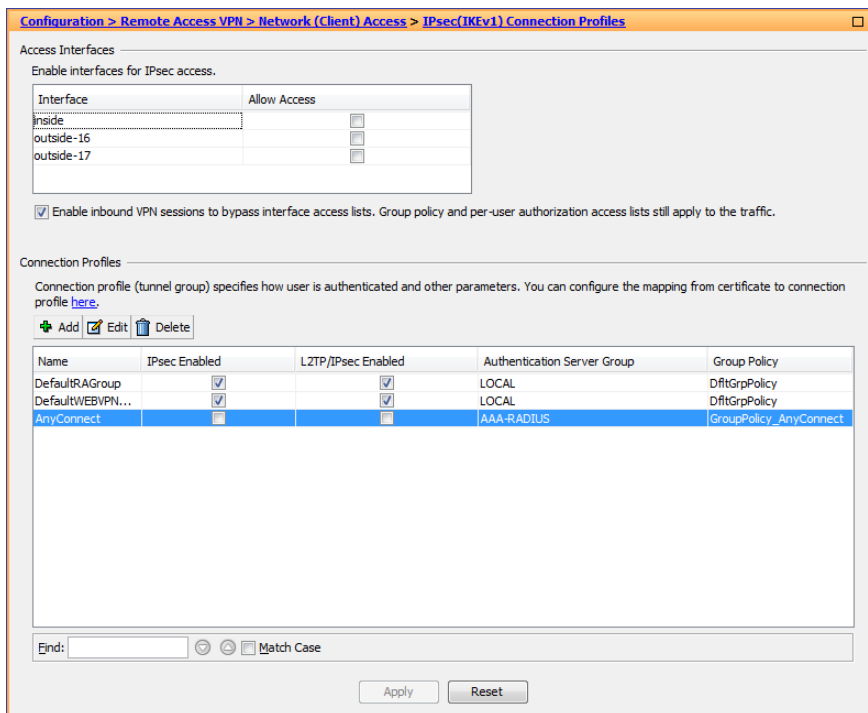 Configuration > Remote Access VPN > Network (Client) Access > IPsec(IKEv1) Connection Profiles
Access Interfaces
Enable interfaces for IPsec access.
Interface Allow Access
inside
outside-16
outside-17
Enable inbound VPN sessions to bypass interface access lists. Group policy and per-user authorization access lists still apply to the traffic.
Connection Profiles
Connection profile (tunnel group) specifies how user is authenticated and other parameters. You can configure the mapping from certificate to connection
profile here.
Add Edit Delete
Name IPsec Enabled L2TP/IPsec Enabled Authentication Server Group Group Policy
DefaultRAGroup LOCAL DfltGrpPolicy
DefaultWEBVPN... LOCAL DfltGrpPolicy
AnyConnect AAA-RADIUS GroupPolicy_AnyConnect
Find: Match Case
Apply Reset